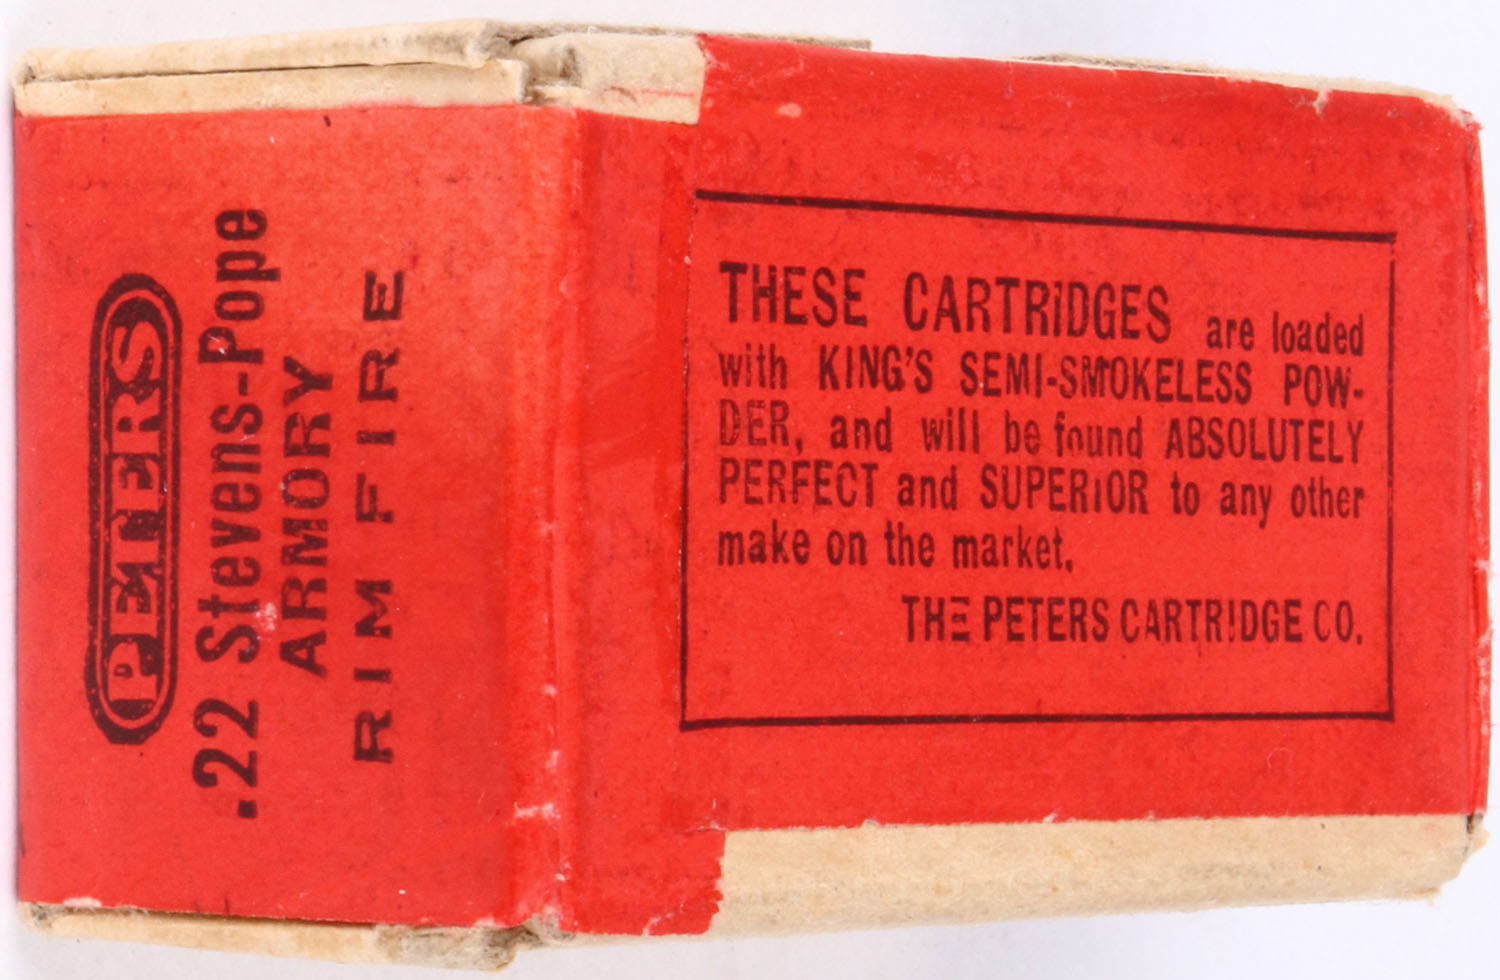 PETERS
.22 Stevens-Pope
ARMORY
RIM FIRE
THESE CARTRIDGES are loaded
with KING'S SEMI-SMOKELESS POW-
DER, and will be found ABSOLUTELY
PERFECT and SUPERIOR to any other
make on the market.
THE PETERS CARTRIDGE CO.